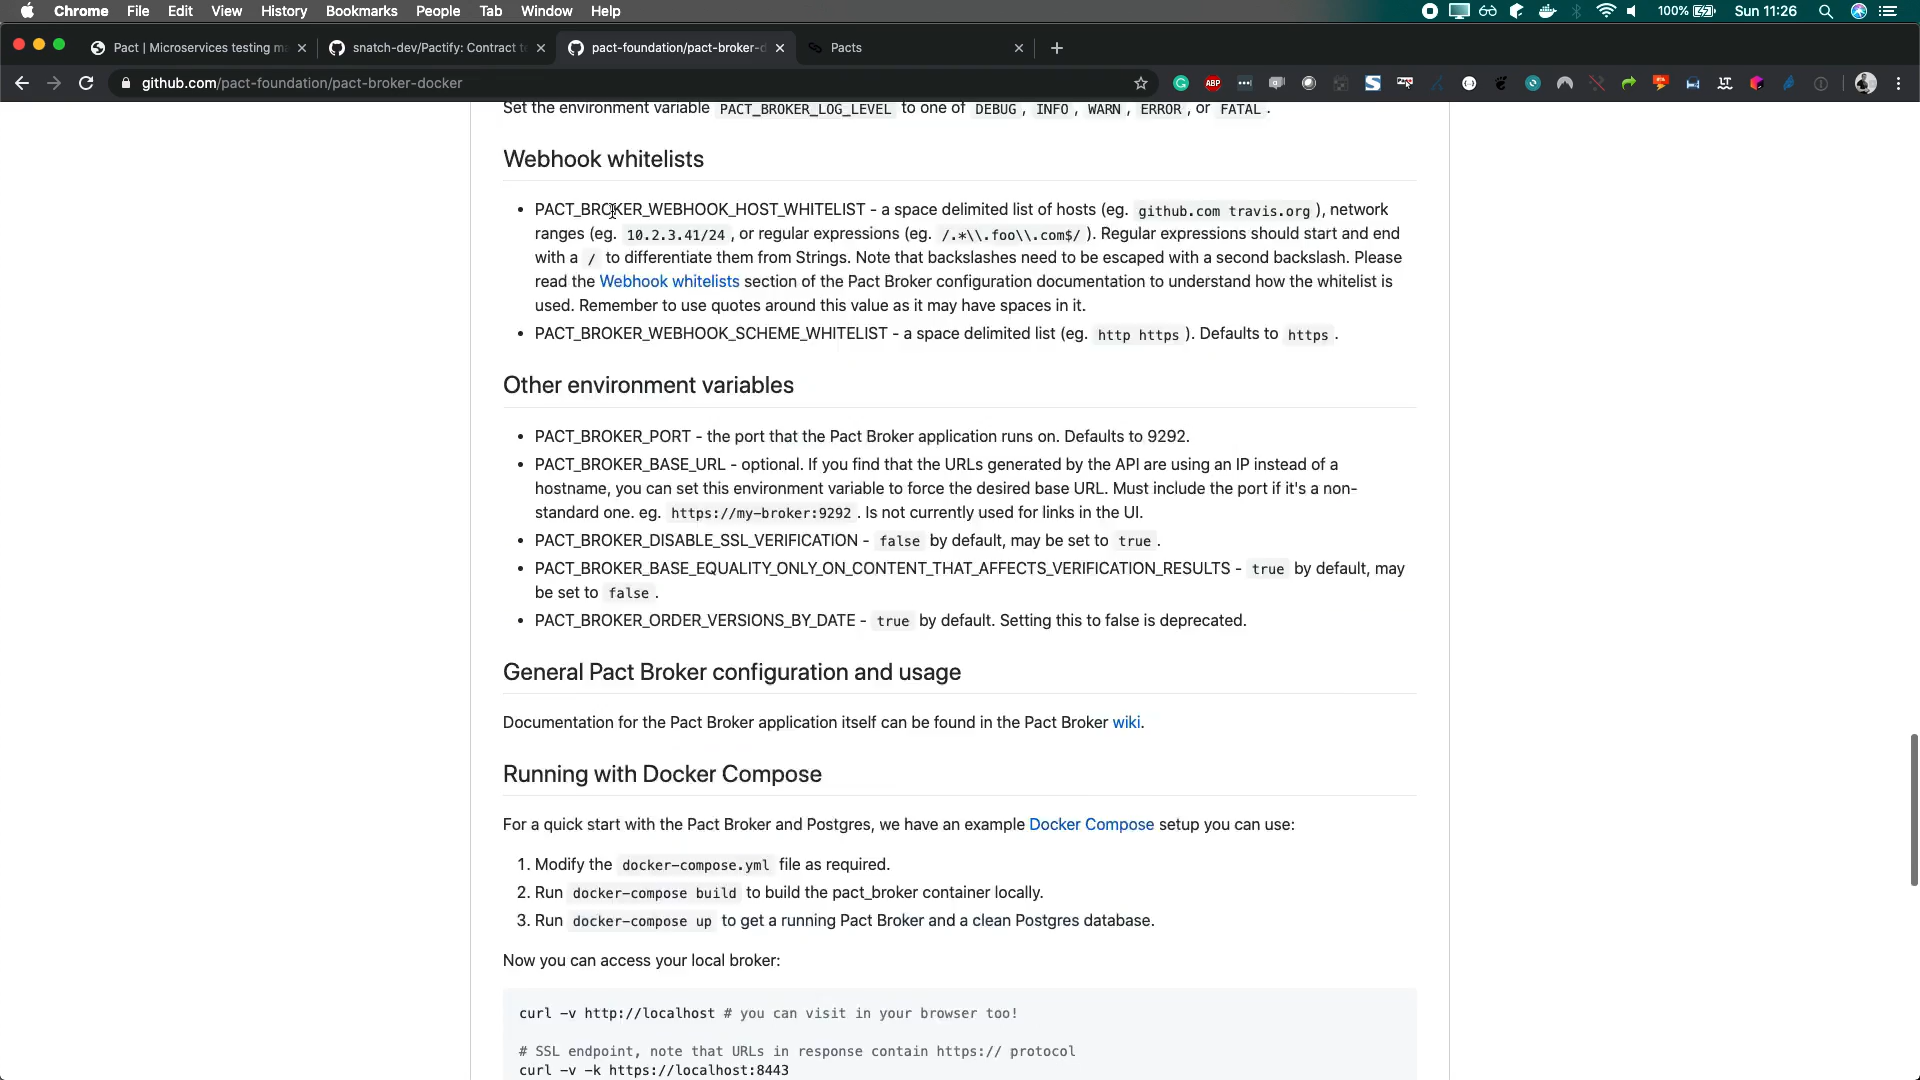 Chrome File Edit View History Bookmarks People Tab Window Help 100% Sun 11:26
Pact | Microservices testing ma snatch-dev/Pactify: Contract te pact-foundation/pact-broker-d Pacts
github.com/pact-foundation/pact-broker-docker
Set the environment variable PACT_BROKER_LOG_LEVEL to one of DEBUG, INFO, WARN, ERROR, or FATAL.
Webhook whitelists
• PACT_BROKER_WEBHOOK_HOST_WHITELIST - a space delimited list of hosts (eg. github.com travis.org), network
ranges (eg. 10.2.3.41/24, or regular expressions (eg. /.*\\.foo\\.com$/). Regular expressions should start and end
with a / to differentiate them from Strings. Note that backslashes need to be escaped with a second backslash. Please
read the Webhook whitelists section of the Pact Broker configuration documentation to understand how the whitelist is
used. Remember to use quotes around this value as it may have spaces in it.
• PACT_BROKER_WEBHOOK_SCHEME_WHITELIST - a space delimited list (eg. http https). Defaults to https.
Other environment variables
• PACT_BROKER_PORT - the port that the Pact Broker application runs on. Defaults to 9292.
• PACT_BROKER_BASE_URL - optional. If you find that the URLs generated by the API are using an IP instead of a
hostname, you can set this environment variable to force the desired base URL. Must include the port if it's a non-
standard one. eg. https://my-broker:9292. Is not currently used for links in the UI.
• PACT_BROKER_DISABLE_SSL_VERIFICATION - false by default, may be set to true.
• PACT_BROKER_BASE_EQUALITY_ONLY_ON_CONTENT_THAT_AFFECTS_VERIFICATION_RESULTS - true by default, may
be set to false.
• PACT_BROKER_ORDER_VERSIONS_BY_DATE - true by default. Setting this to false is deprecated.
General Pact Broker configuration and usage
Documentation for the Pact Broker application itself can be found in the Pact Broker wiki.
Running with Docker Compose
For a quick start with the Pact Broker and Postgres, we have an example Docker Compose setup you can use:
1. Modify the docker-compose.yml file as required.
2. Run docker-compose build to build the pact_broker container locally.
3. Run docker-compose up to get a running Pact Broker and a clean Postgres database.
Now you can access your local broker:
curl -v http://localhost # you can visit in your browser too!
# SSL endpoint, note that URLs in response contain https:// protocol
curl -v -k https://localhost:8443